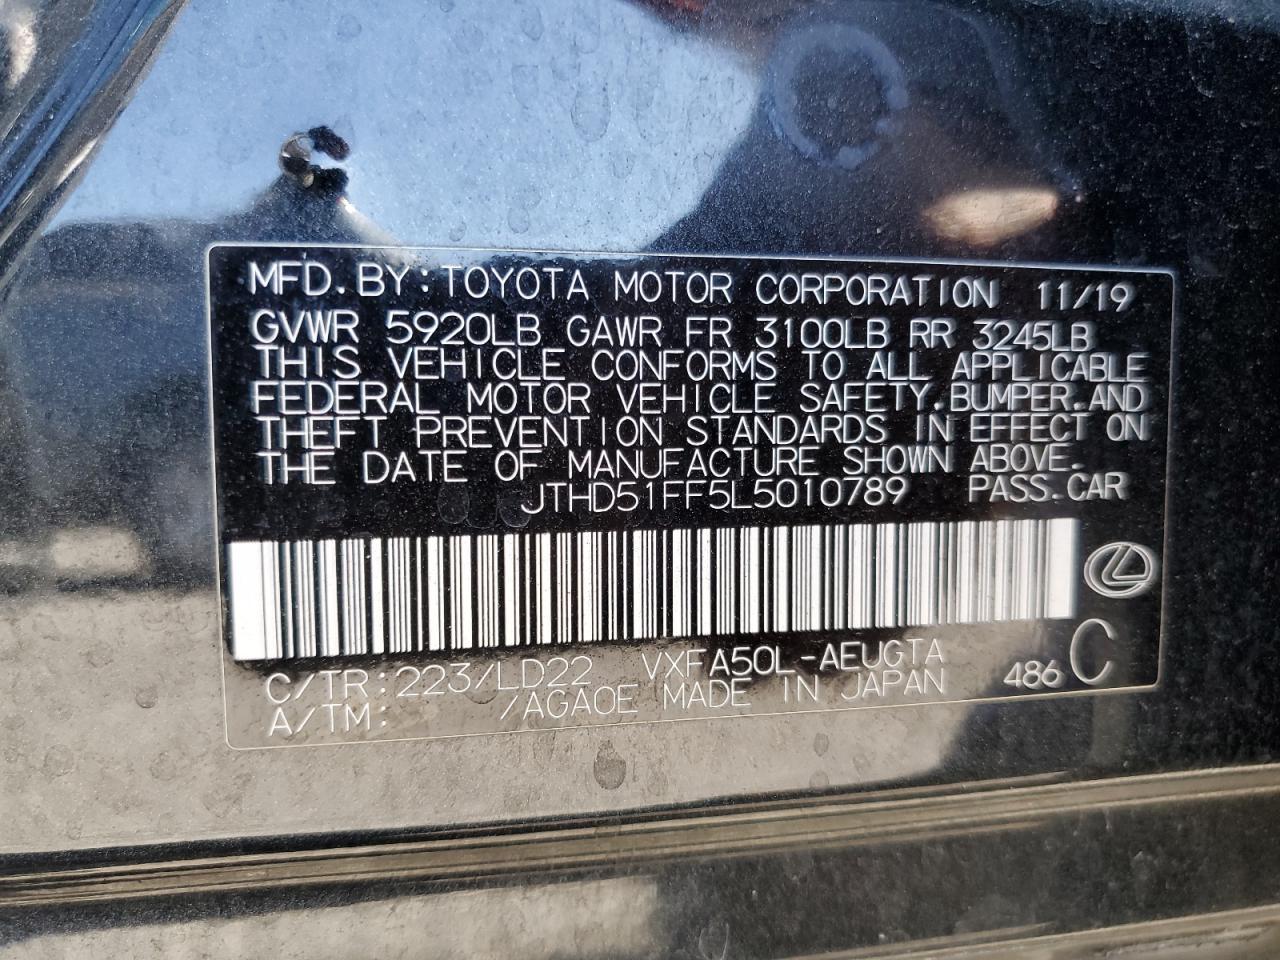 MFD. BY: TOYOTA MOTOR CORPORATION 11/19
GVWR 5920LB GAWR FR 3100LB RR 3245LB
THIS VEHICLE CONFORMS TO ALL APPLICABLE
FEDERAL MOTOR VEHICLE SAFETY, BUMPER, AND
THEFT PREVENTION STANDARDS IN EFFECT ON
THE DATE OF MANUFACTURE SHOWN ABOVE.
JTHD51FF5L5010789 PASS. CAR
C/TR: 223/LD22 VXFA50L-AEUGTA
A/TM: /AGA0E MADE IN JAPAN 486 C